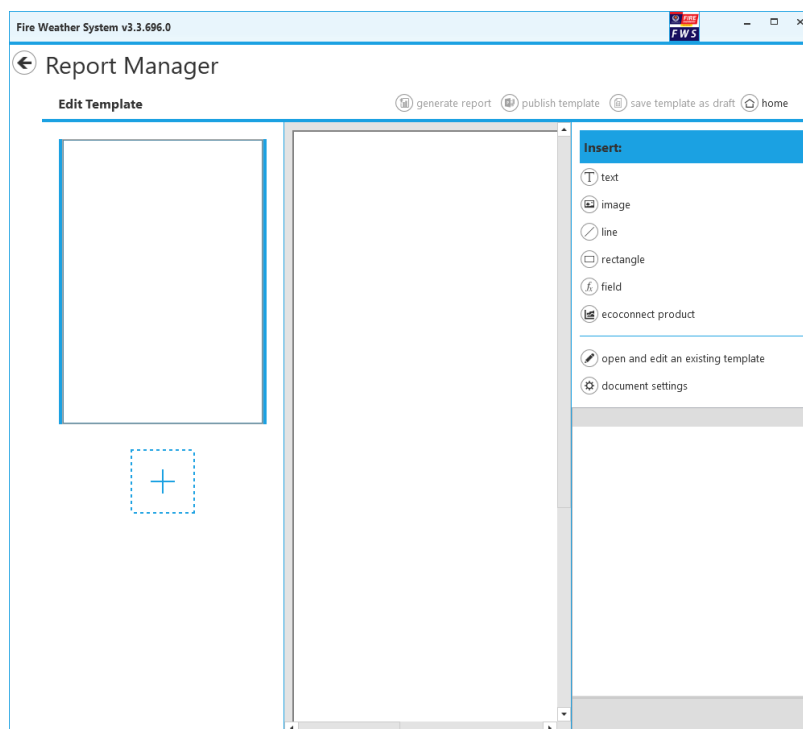 Fire Weather System v3.3.696.0
FIRE
FWS
Report Manager
Edit Template
generate report
publish template
save template as draft
home
Insert:
text
image
line
rectangle
field
ecoconnect product
open and edit an existing template
document settings